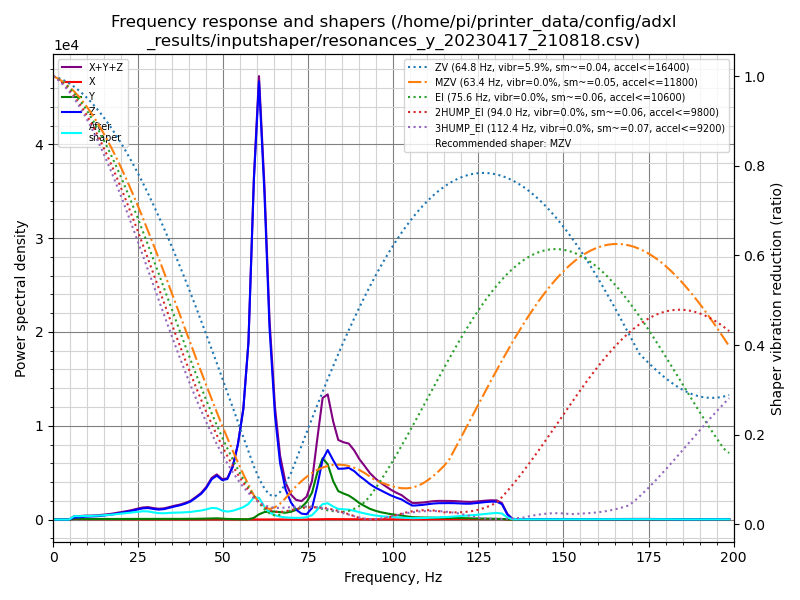 Frequency response and shapers (/home/pi/printer_data/config/adxl
_results/inputshaper/resonances_y_20230417_210818.csv)
1e4
X+Y+Z
X
Y
Z
After
shaper
ZV (64.8 Hz, vibr=5.9%, sm~=0.04, accel<=16400)
MZV (63.4 Hz, vibr=0.0%, sm~=0.05, accel<=11800)
EI (75.6 Hz, vibr=0.0%, sm~=0.06, accel<=10600)
2HUMP_EI (94.0 Hz, vibr=0.0%, sm~=0.06, accel<=9800)
3HUMP_EI (112.4 Hz, vibr=0.0%, sm~=0.07, accel<=9200)
Recommended shaper: MZV
4
3
2
1
0
Power spectral density
1.0
0.8
0.6
0.4
0.2
0.0
Shaper vibration reduction (ratio)
0 25 50 75 100 125 150 175 200
Frequency, Hz